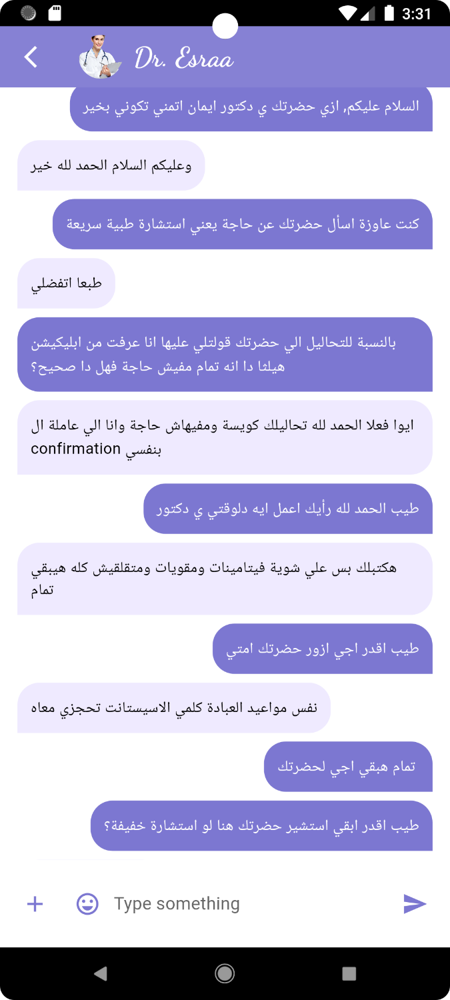 3:31
Dr. Esraa
السلام عليكم, ازي حضرتك ي دكتور ايمان اتمني تكوني بخير
وعليكم السلام الحمد لله خير
كنت عاوزة اسأل حضرتك عن حاجة يعني استشارة طبية سريعة
طبعا اتفضلي
بالنسبة للتحاليل الي حضرتك قولتلي عليها انا عرفت من ابليكيشن
هيلثا دا انه تمام مفيش حاجة فهل دا صحيح؟
ايوا فعلا الحمد لله تحاليلك كويسة ومفيهاش حاجة وانا الي عاملة ال
confirmation بنفسي
طيب الحمد لله رأيك اعمل ايه دلوقتي ي دكتور
هكتبلك بس علي شوية فيتامينات ومقويات ومتقلقيش كله هيبقي
تمام
طيب اقدر اجي ازور حضرتك امتي
نفس مواعيد العبادة كلمي الاسيستانت تحجزي معاه
تمام هبقي اجي لحضرتك
طيب اقدر ابقي استشير حضرتك هنا لو استشارة خفيفة؟
Type something